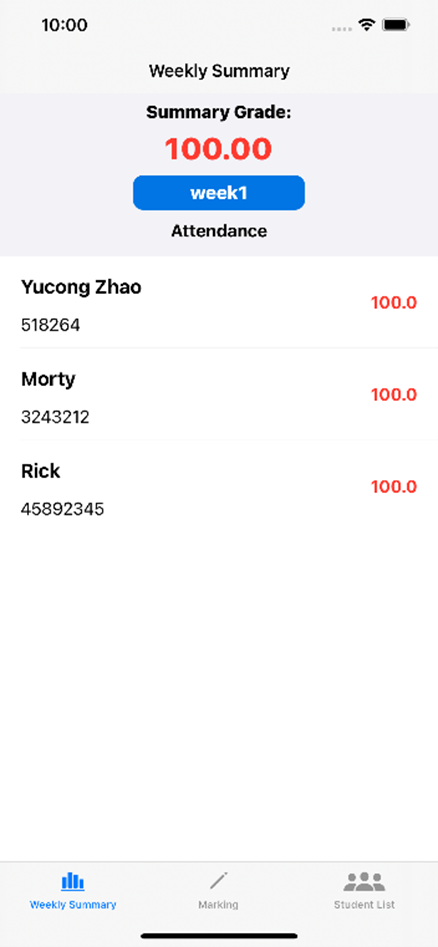 10:00
Weekly Summary
Summary Grade:
100.00
week1
Attendance
Yucong Zhao
518264
100.0
Morty
3243212
100.0
Rick
45892345
100.0
Weekly Summary
Marking
Student List